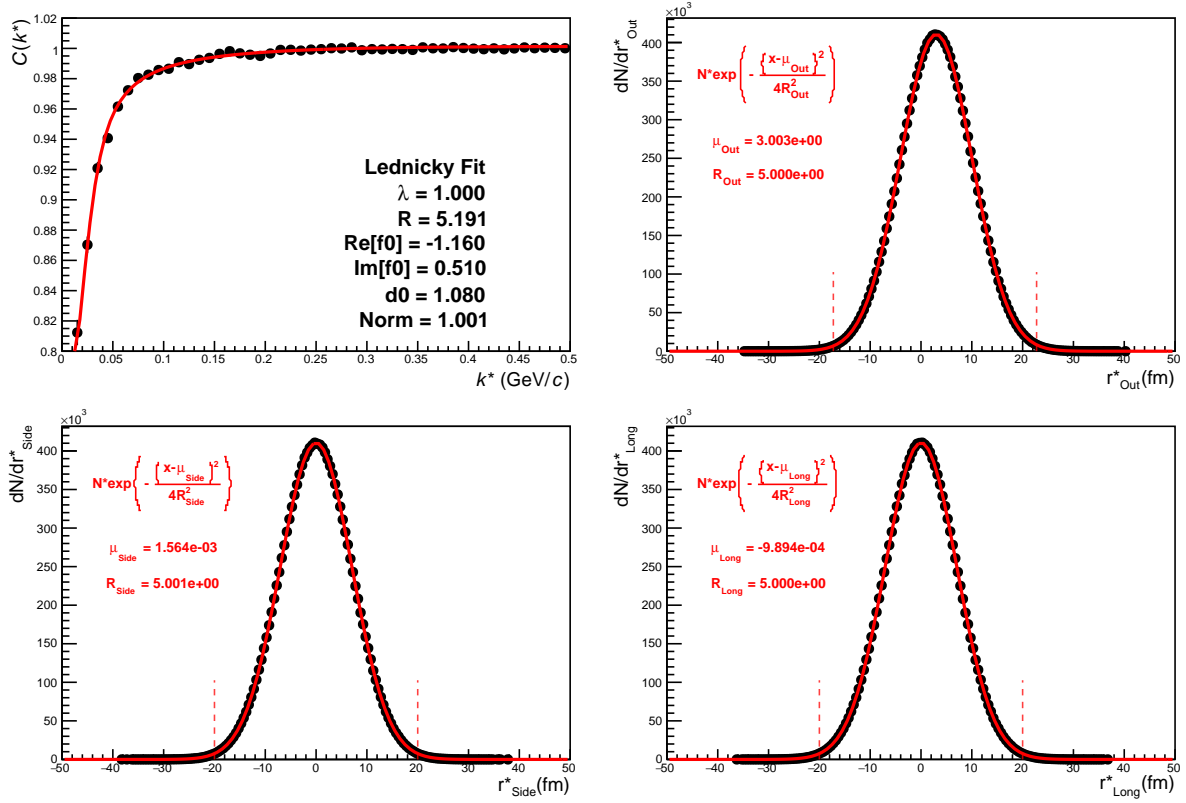 C(k*)
1.02
1
0.98
0.96
0.94
0.92
0.9
0.88
0.86
0.84
0.82
0.8
Lednicky Fit
λ = 1.000
R = 5.191
Re[f0] = -1.160
Im[f0] = 0.510
d0 = 1.080
Norm = 1.001
0 0.05 0.1 0.15 0.2 0.25 0.3 0.35 0.4 0.45 0.5
k* (GeV/c)
dN/dr*Out
×10³
400
350
300
250
200
150
100
50
0
N*exp(- {x-μOut}² / 4R²Out)
μOut = 3.003e+00
ROut = 5.000e+00
−50 −40 −30 −20 −10 0 10 20 30 40 50
r*Out(fm)
dN/dr*Side
×10³
400
350
300
250
200
150
100
50
0
N*exp{- {x-μSide}² / 4R²Side}
μSide = 1.564e-03
RSide = 5.001e+00
−50 −40 −30 −20 −10 0 10 20 30 40 50
r*Side(fm)
dN/dr*Long
×10³
400
350
300
250
200
150
100
50
0
N*exp(- {x-μLong}² / 4R²Long)
μLong = -9.894e-04
RLong = 5.000e+00
−50 −40 −30 −20 −10 0 10 20 30 40 50
r*Long(fm)